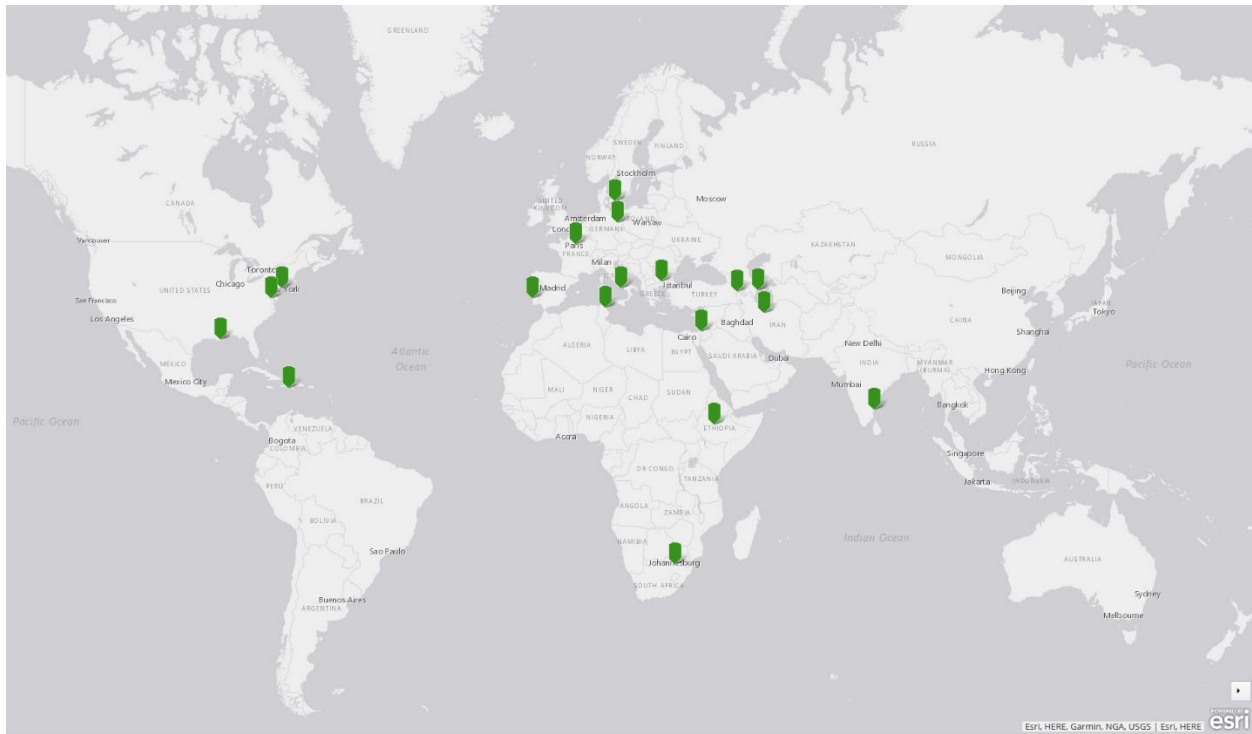 GREENLAND
SWEDEN
FINLAND
RUSSIA
NORWAY
Stockholm
CANADA
UNITED
KINGDOM
Moscow
Amsterdam
Warsaw
GERMANY
Paris
FRANCE
UKRAINE
KAZAKHSTAN
Vancouver
MONGOLIA
Milan
Toronto
Chicago
York
UNITED STATES
Madrid
Istanbul
GREECE
TURKEY
Beijing
San Francisco
Los Angeles
JAPAN
Tokyo
CHINA
Baghdad
IRAN
Shanghai
Cairo
New Delhi
ALGERIA
LIBYA
EGYPT
SAUDI ARABIA
Dubai
Atlantic
Ocean
MÉXICO
Mexico City
INDIA
MYANMAR
(BURMA)
Hong Kong
Pacific Ocean
Mumbai
MALI
NIGER
CHAD
SUDAN
Bangkok
Pacific Ocean
NIGERIA
ETHIOPIA
VENEZUELA
Accra
Bogota
COLOMBIA
Singapore
DR CONGO
TANZANIA
Jakarta
INDONESIA
PERÚ
BRAZIL
ANGOLA
ZAMBIA
BOLIVIA
Indian Ocean
NAMIBIA
Sao Paulo
AUSTRALIA
Johannesburg
SOUTH AFRICA
Buenos Aires
ARGENTINA
Sydney
Melbourne
POWERED BY
esri
Esri, HERE, Garmin, NGA, USGS | Esri, HERE